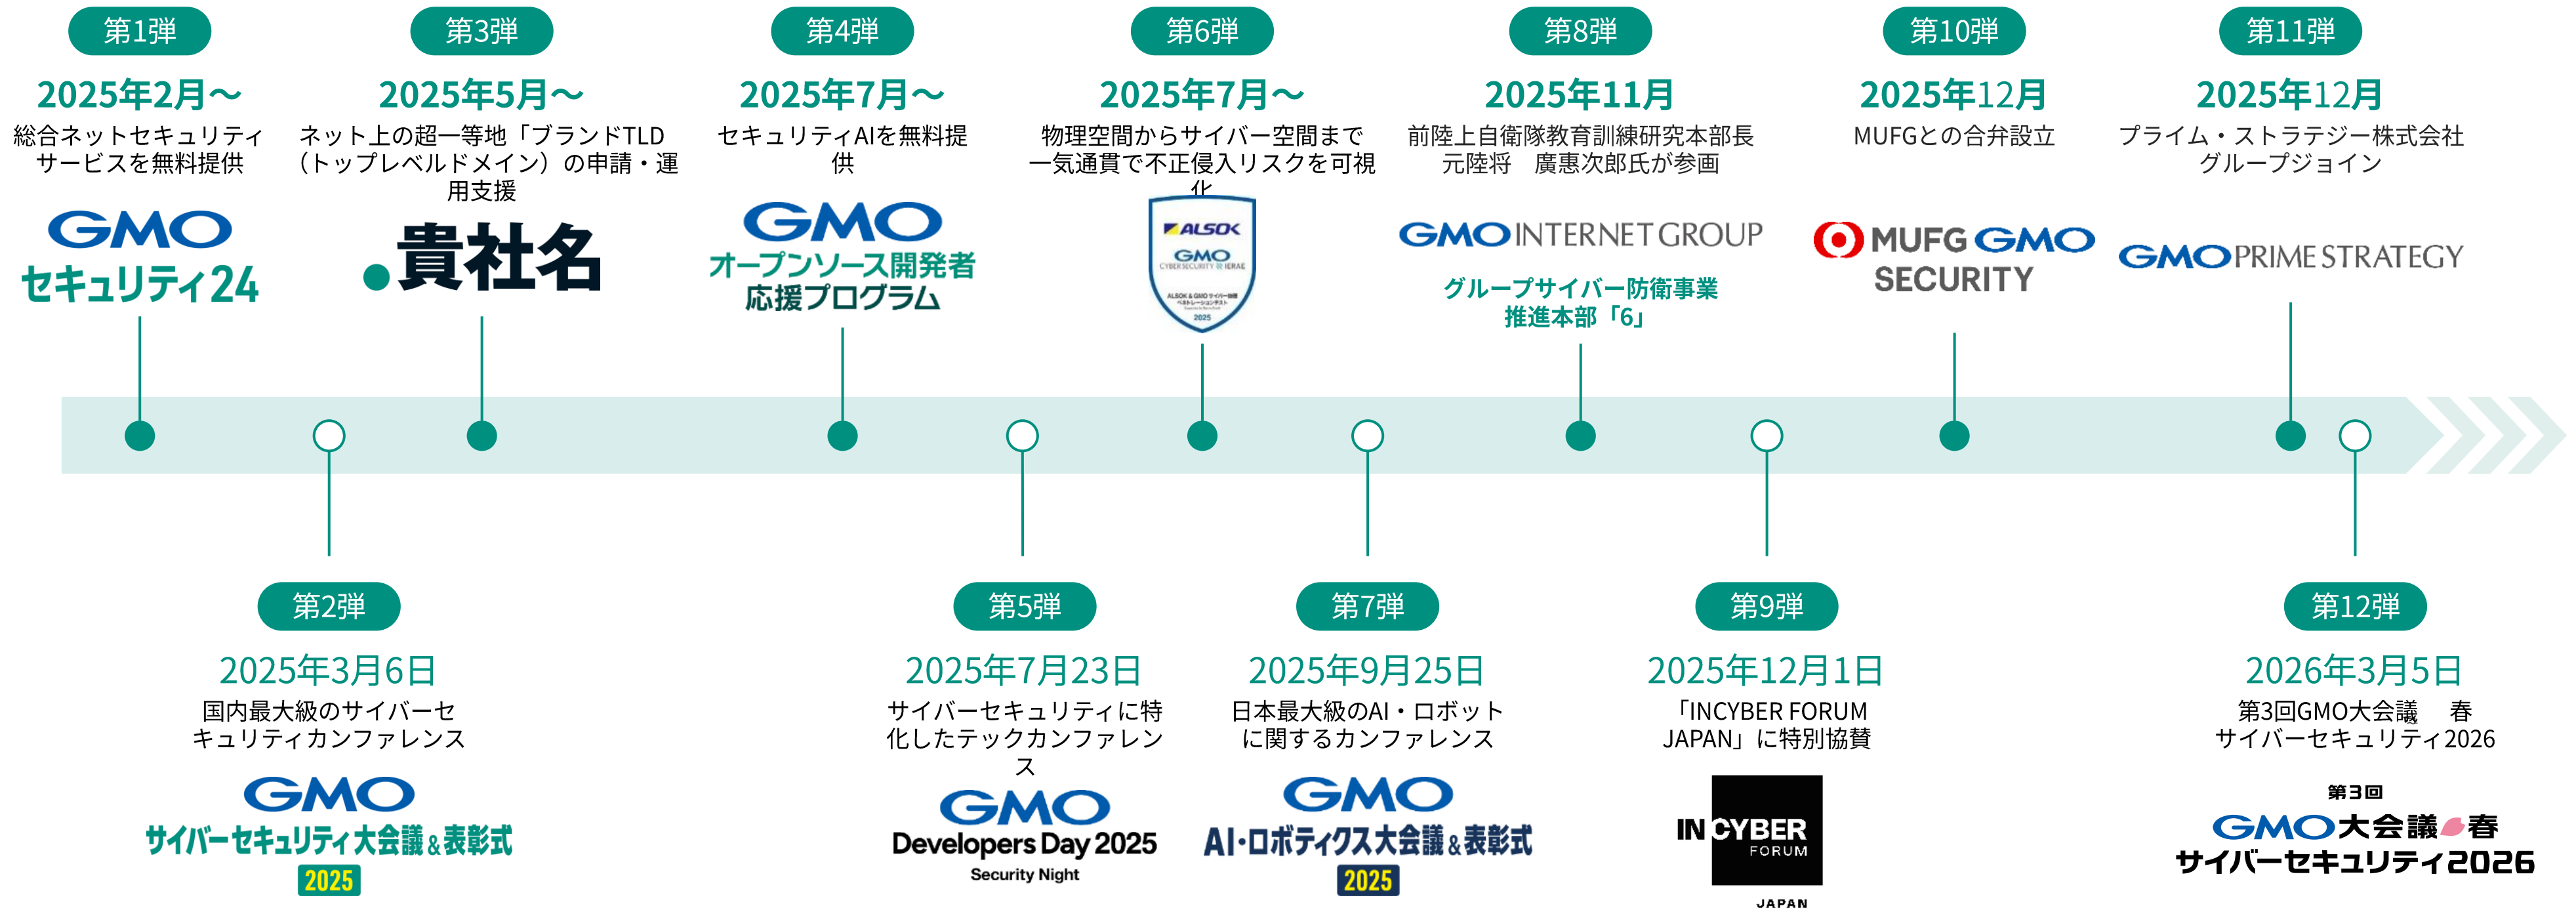 第1弾
2025年2月～
総合ネットセキュリティ
サービスを無料提供
GMO
セキュリティ24
第3弾
2025年5月～
ネット上の超一等地「ブランドTLD
（トップレベルドメイン）の申請・運
用支援
●貴社名
第4弾
2025年7月～
セキュリティAIを無料提
供
GMO
オープンソース開発者
応援プログラム
第6弾
2025年7月～
物理空間からサイバー空間まで
一気通貫で不正侵入リスクを可視
化
ALSOK
GMO
CYBERSECURITY BY IERAE
2025
第8弾
2025年11月
前陸上自衛隊教育訓練研究本部長
元陸将　廣惠次郎氏が参画
GMO INTERNET GROUP
グループサイバー防衛事業
推進本部「6」
第10弾
2025年12月
MUFGとの合弁設立
MUFG GMO
SECURITY
第11弾
2025年12月
プライム・ストラテジー株式会社
グループジョイン
GMO PRIME STRATEGY
第2弾
2025年3月6日
国内最大級のサイバーセ
キュリティカンファレンス
GMO
サイバーセキュリティ大会議&表彰式
2025
第5弾
2025年7月23日
サイバーセキュリティに特
化したテックカンファレン
ス
GMO
Developers Day 2025
Security Night
第7弾
2025年9月25日
日本最大級のAI・ロボット
に関するカンファレンス
GMO
AI・ロボティクス大会議&表彰式
2025
第9弾
2025年12月1日
「INCYBER FORUM
JAPAN」に特別協賛
INCYBER
FORUM
JAPAN
第12弾
2026年3月5日
第3回GMO大会議　春
サイバーセキュリティ2026
第3回
GMO大会議 春
サイバーセキュリティ2026